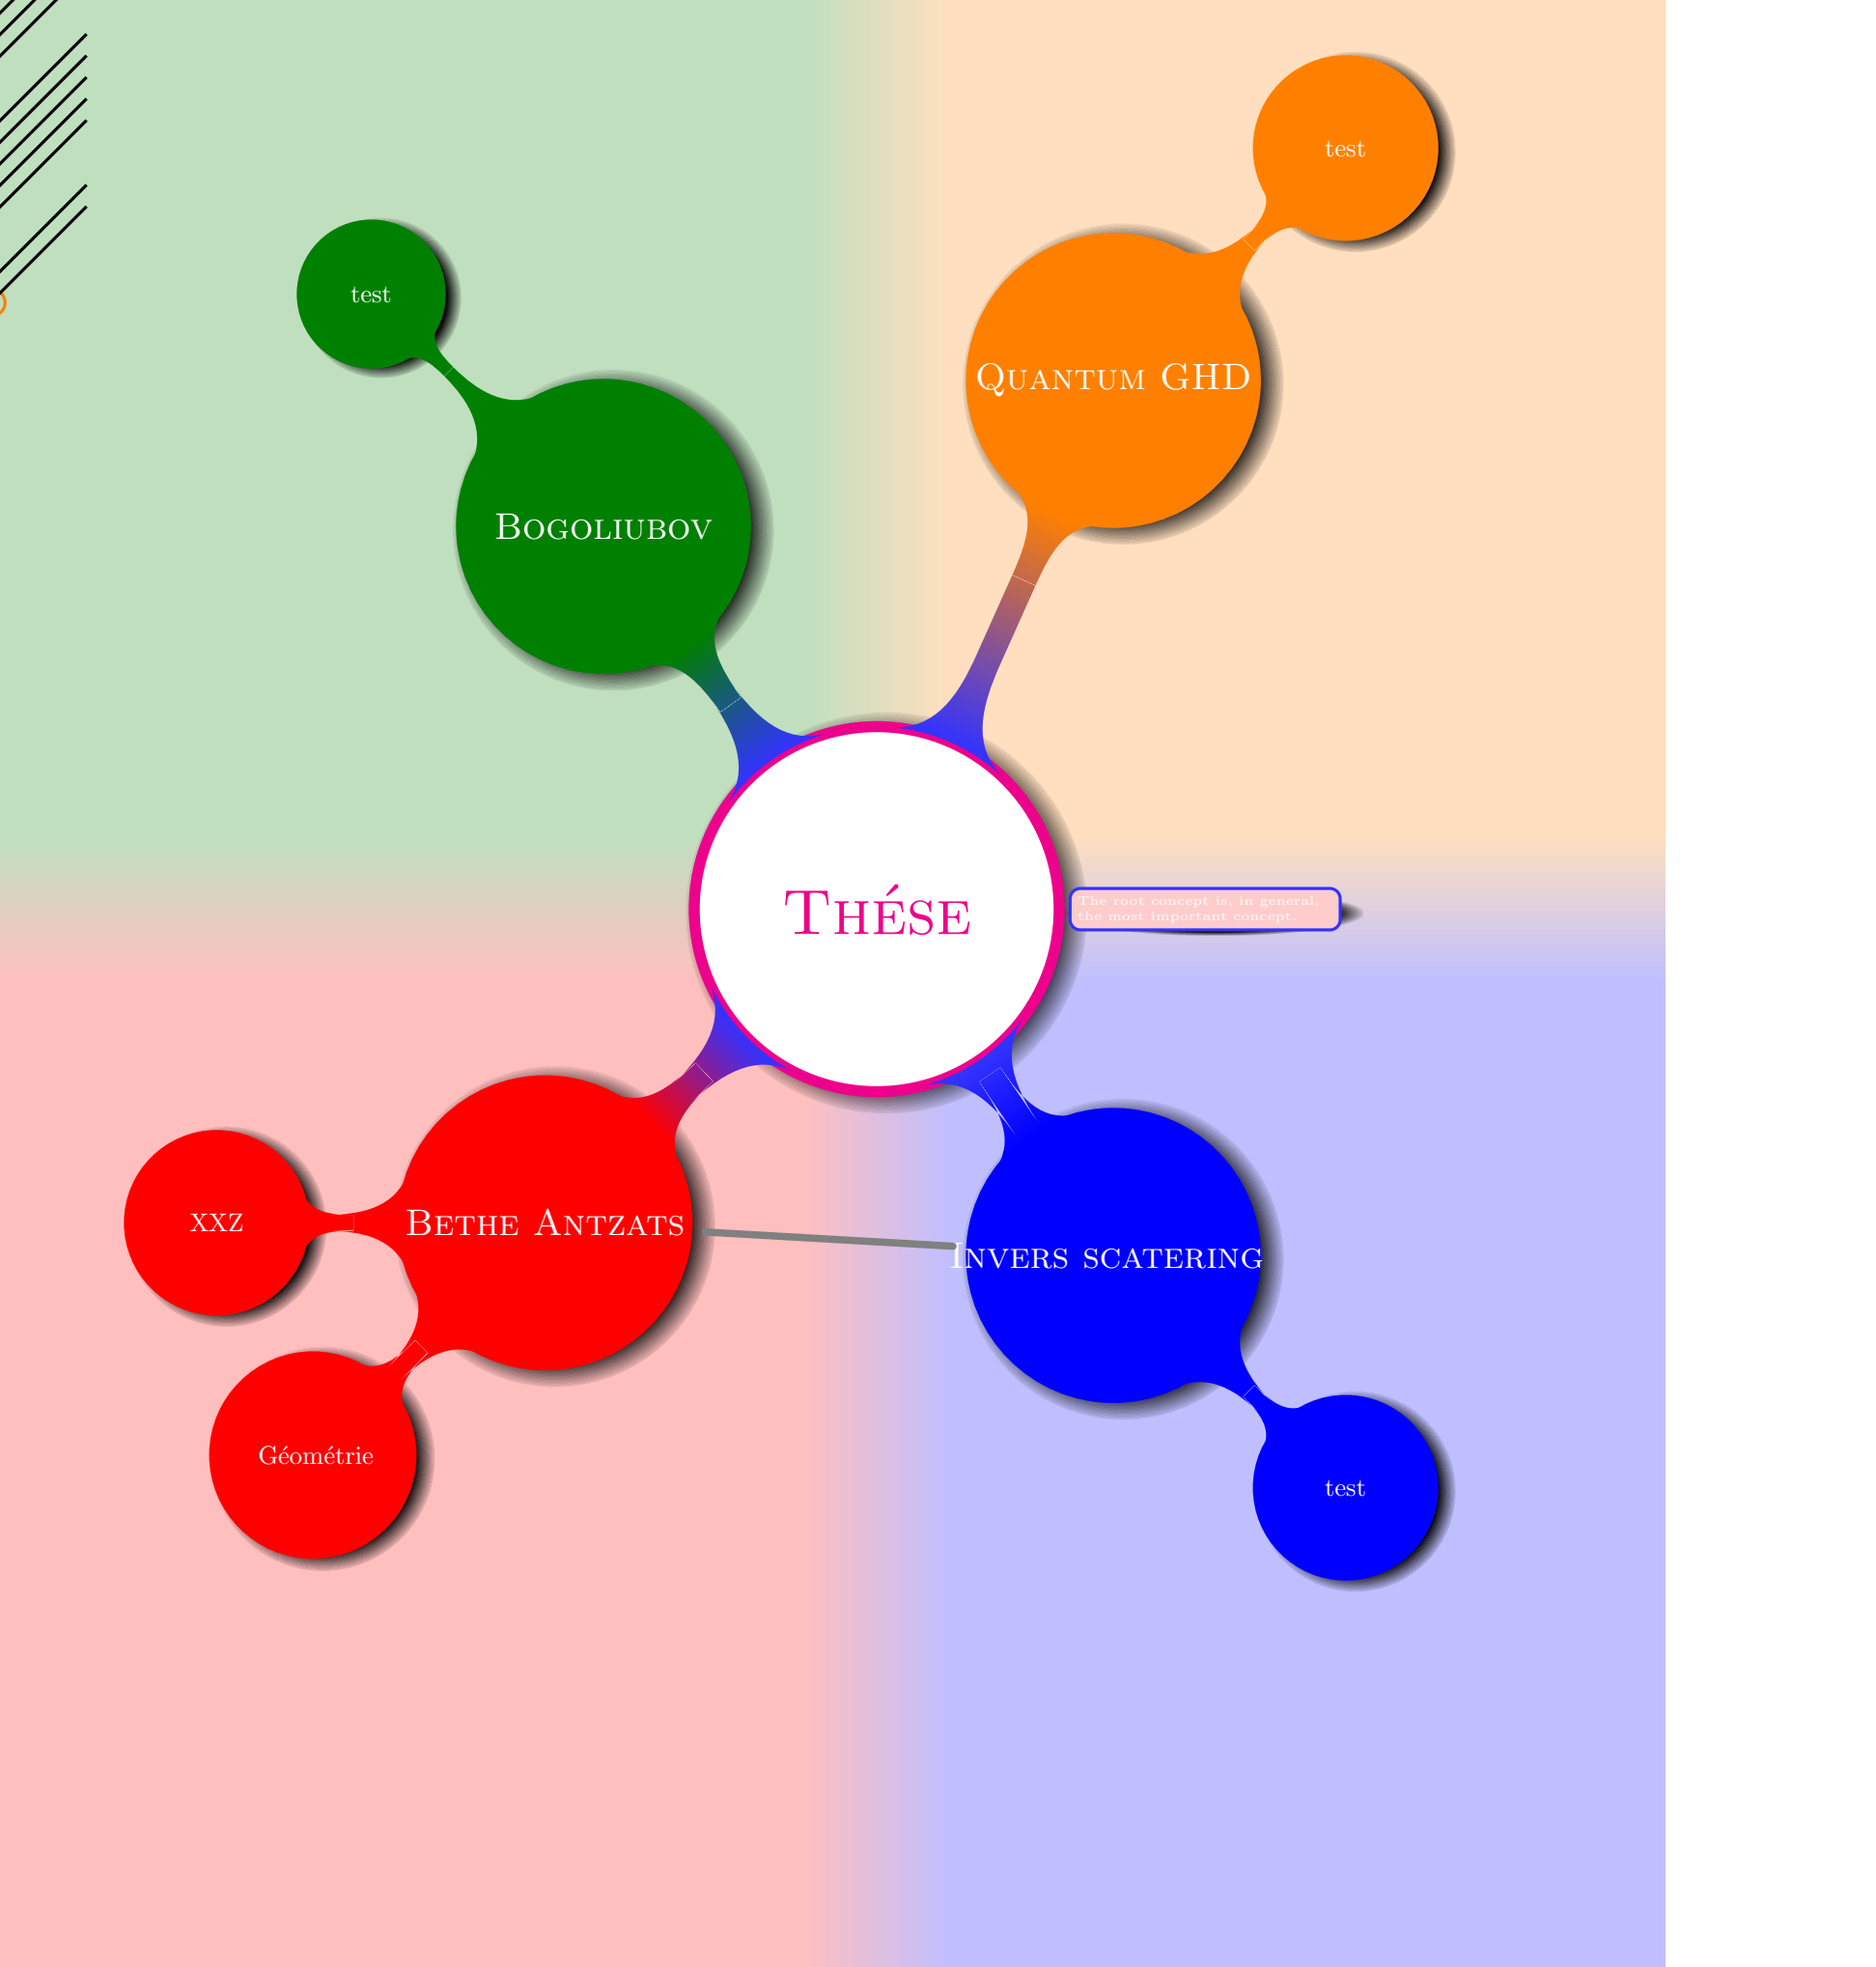 test
test
Quantum GHD
Bogoliubov
Thése
The root concept is, in general,
the most important concept.
xxz
Bethe Antzats
Invers scatering
Géométrie
test